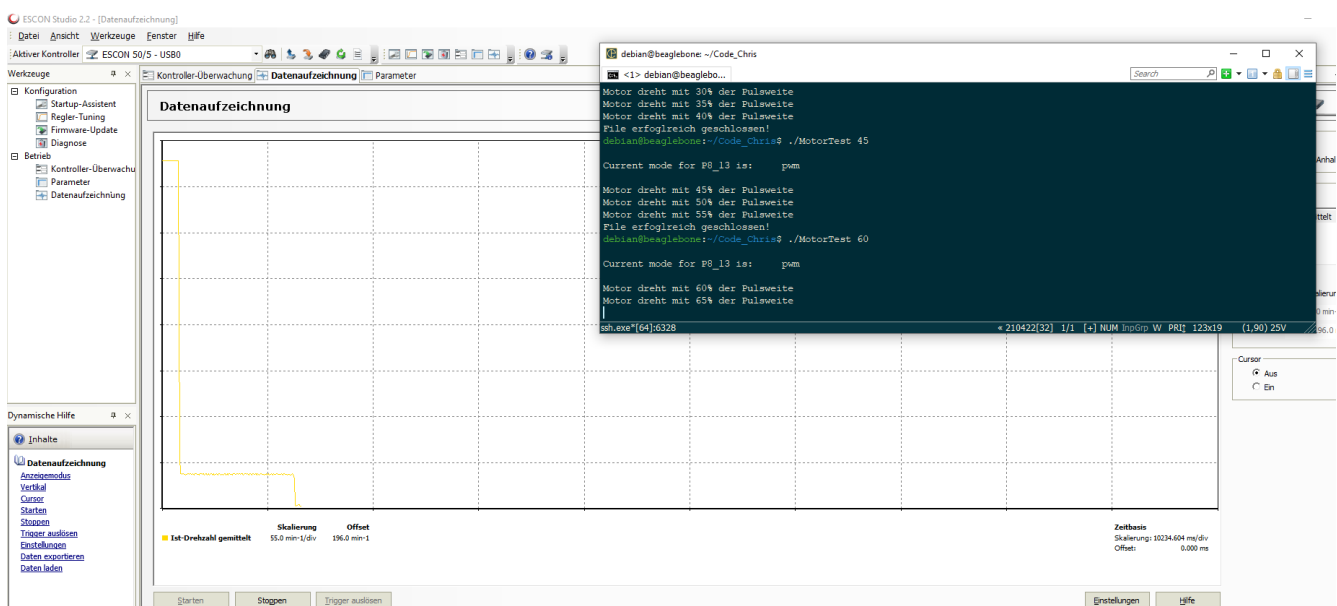 ESCON Studio 2.2 - [Datenaufzeichnung]
Datei Ansicht Werkzeuge Fenster Hilfe
Aktiver Kontroller ESCON 50/5 - USB0
Werkzeuge
Konfiguration
Startup-Assistent
Regler-Tuning
Firmware-Update
Diagnose
Betrieb
Kontroller-Überwachu
Parameter
Datenaufzeichnung
Dynamische Hilfe
Inhalte
Datenaufzeichnung
Anzeigemodus
Vertikal
Cursor
Starten
Stoppen
Trigger auslösen
Einstellungen
Daten exportieren
Daten laden
Kontroller-Überwachung Datenaufzeichnung Parameter
Datenaufzeichnung
debian@beaglebone: ~/Code_Chris
<1> debian@beaglebo...
Search
Motor dreht mit 30% der Pulsweite
Motor dreht mit 35% der Pulsweite
Motor dreht mit 40% der Pulsweite
File erfoglreich geschlossen!
debian@beaglebone:~/Code_Chris$ ./MotorTest 45
Current mode for P8_13 is: pwm
Motor dreht mit 45% der Pulsweite
Motor dreht mit 50% der Pulsweite
Motor dreht mit 55% der Pulsweite
File erfoglreich geschlossen!
debian@beaglebone:~/Code_Chris$ ./MotorTest 60
Current mode for P8_13 is: pwm
Motor dreht mit 60% der Pulsweite
Motor dreht mit 65% der Pulsweite
ssh.exe*[64]:6328
« 210422[32] 1/1 [+] NUM InpGrp W PRI↕ 123x19 (1,90) 25V
Anhal
ttelt
Cursor
Aus
Ein
Skalierung Offset
Ist-Drehzahl gemittelt 55.0 min-1/div 196.0 min-1
Zeitbasis
Skalierung: 10234.604 ms/div
Offset: 0.000 ms
Starten Stoppen Trigger auslösen
Einstellungen Hilfe